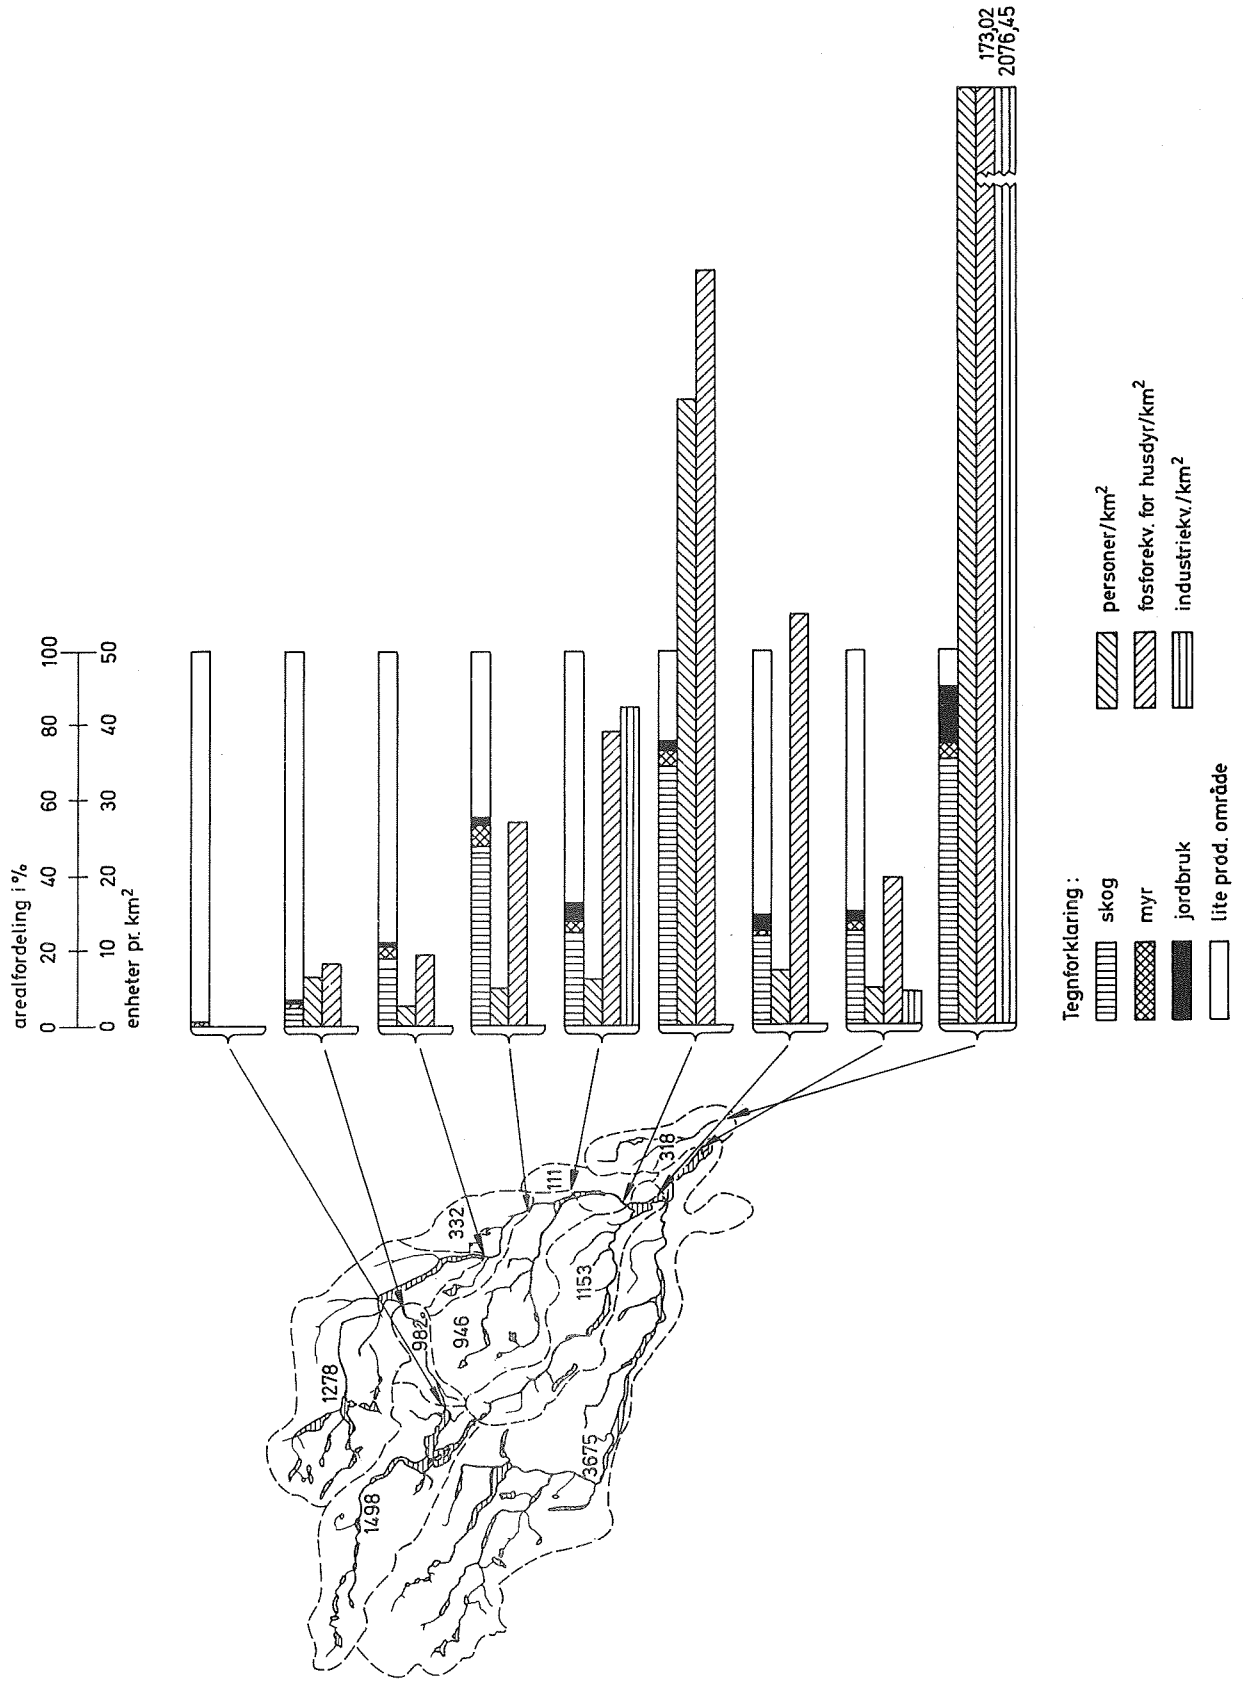 arealfordeling i %
0 20 40 60 80 100
0 10 20 30 40 50
enheter pr. km²
173,02
2076,45
1278
1498
982
332
946
111
1153
318
3675
Tegnforklaring :
skog
myr
jordbruk
lite prod. område
personer/km²
fosforekv. for husdyr/km²
industriekv./km²